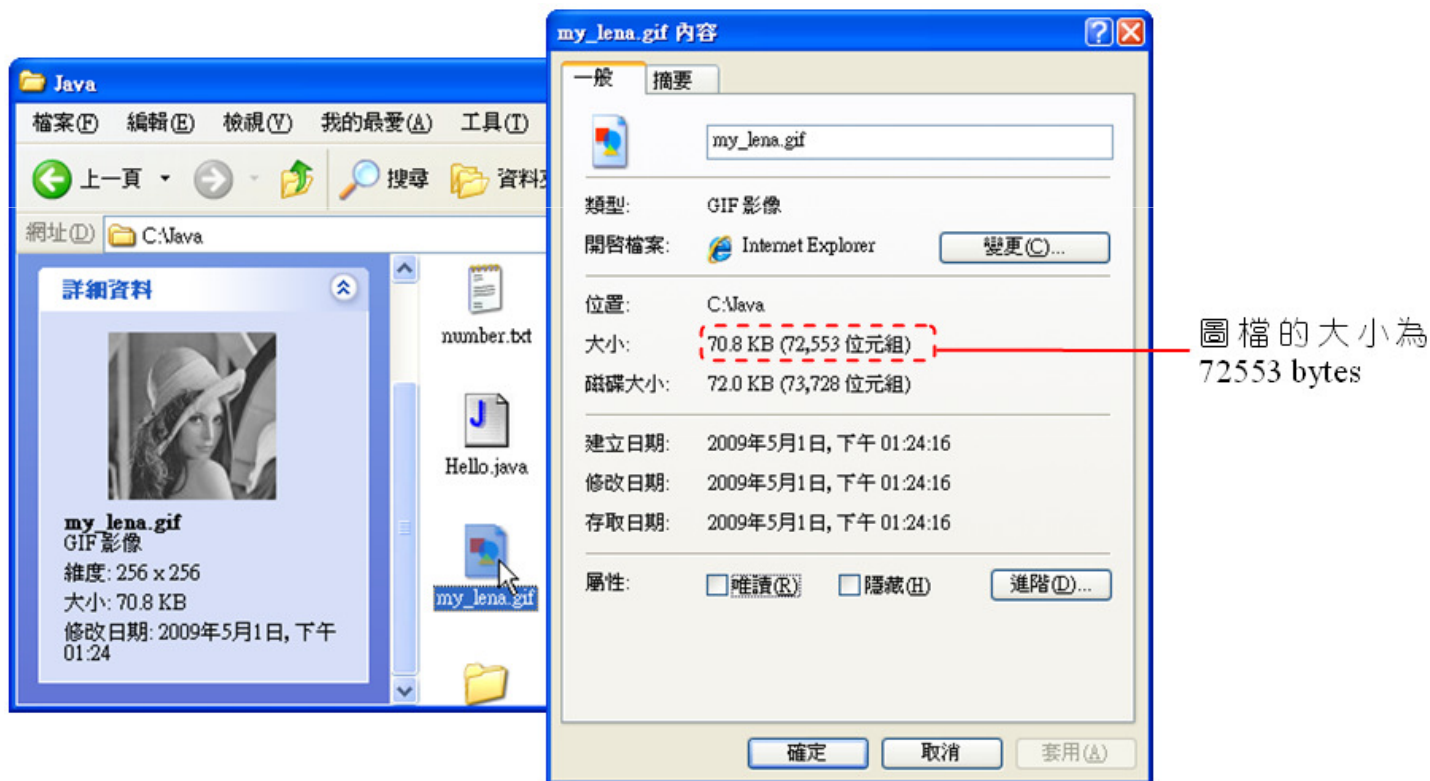 Java
檔案(F) 編輯(E) 檢視(V) 我的最愛(A) 工具(T)
上一頁 搜尋 資料夾
網址(D) C:\Java
詳細資料
my_lena.gif
GIF 影像
維度: 256 x 256
大小: 70.8 KB
修改日期: 2009年5月1日, 下午
01:24
number.txt
Hello.java
my_lena.gif
my_lena.gif 內容
一般 摘要
my_lena.gif
類型: GIF 影像
開啟檔案: Internet Explorer 變更(C)...
位置: C:\Java
大小: 70.8 KB (72,553 位元組)
磁碟大小: 72.0 KB (73,728 位元組)
建立日期: 2009年5月1日, 下午 01:24:16
修改日期: 2009年5月1日, 下午 01:24:16
存取日期: 2009年5月1日, 下午 01:24:16
屬性: 唯讀(R) 隱藏(H) 進階(D)...
確定 取消 套用(A)
圖檔的大小為
72553 bytes